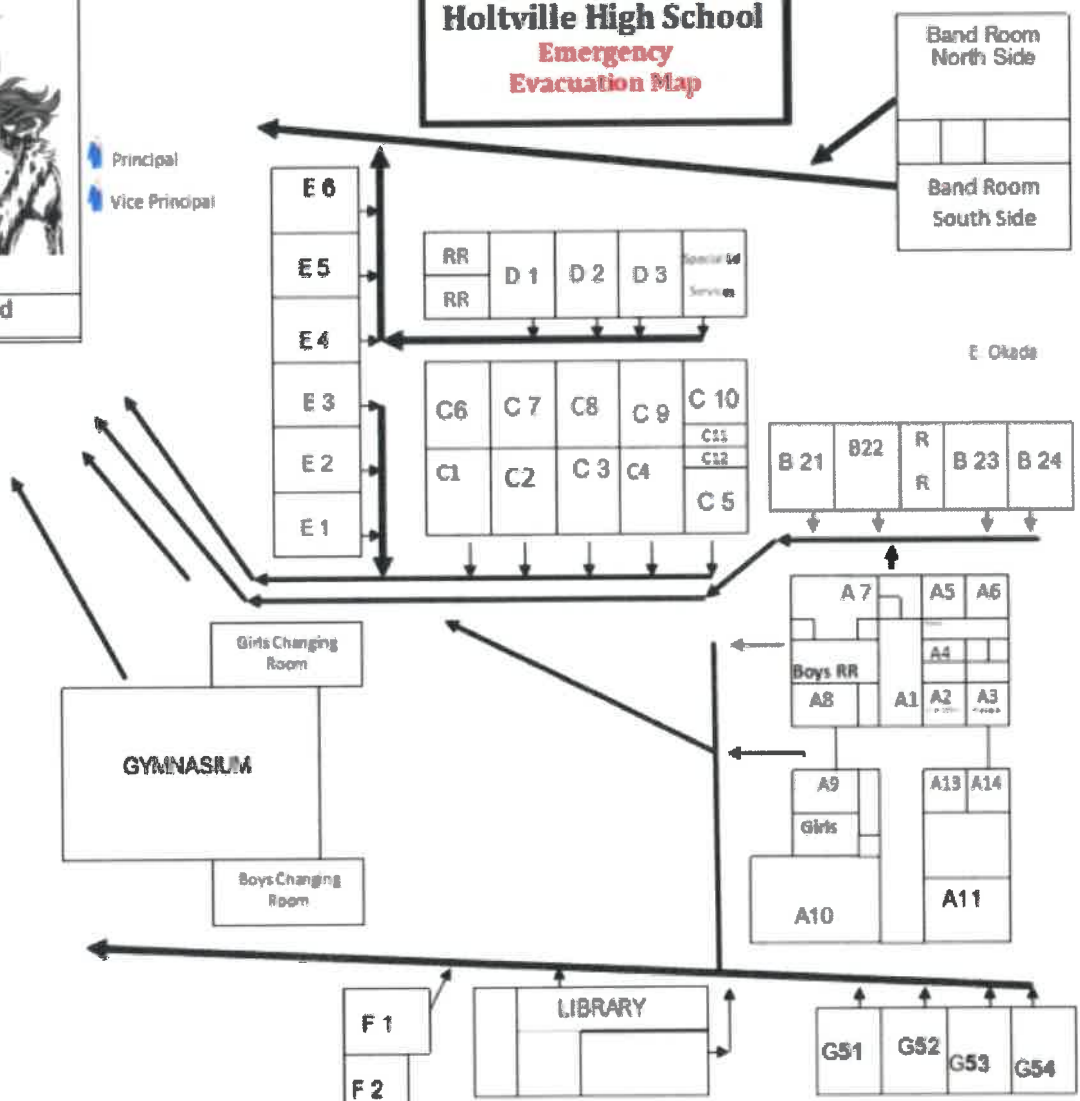 Holtville High School
Emergency
Evacuation Map
Band Room
North Side
Band Room
South Side
Principal
Vice Principal
d
E 6
E 5
E 4
E 3
E 2
E 1
RR
RR
D 1
D 2
D 3
Special Ed
Services
E. Okada
C6
C 7
C8
C 9
C 10
C11
C12
C1
C2
C 3
C4
C 5
B 21
B22
R
R
B 23
B 24
A 7
A5
A6
A4
Boys RR
A8
A1
A2
A3
Girls Changing
Room
GYMNASIUM
Boys Changing
Room
A9
Girls
A10
A13
A14
A11
F 1
F 2
LIBRARY
G51
G52
G53
G54